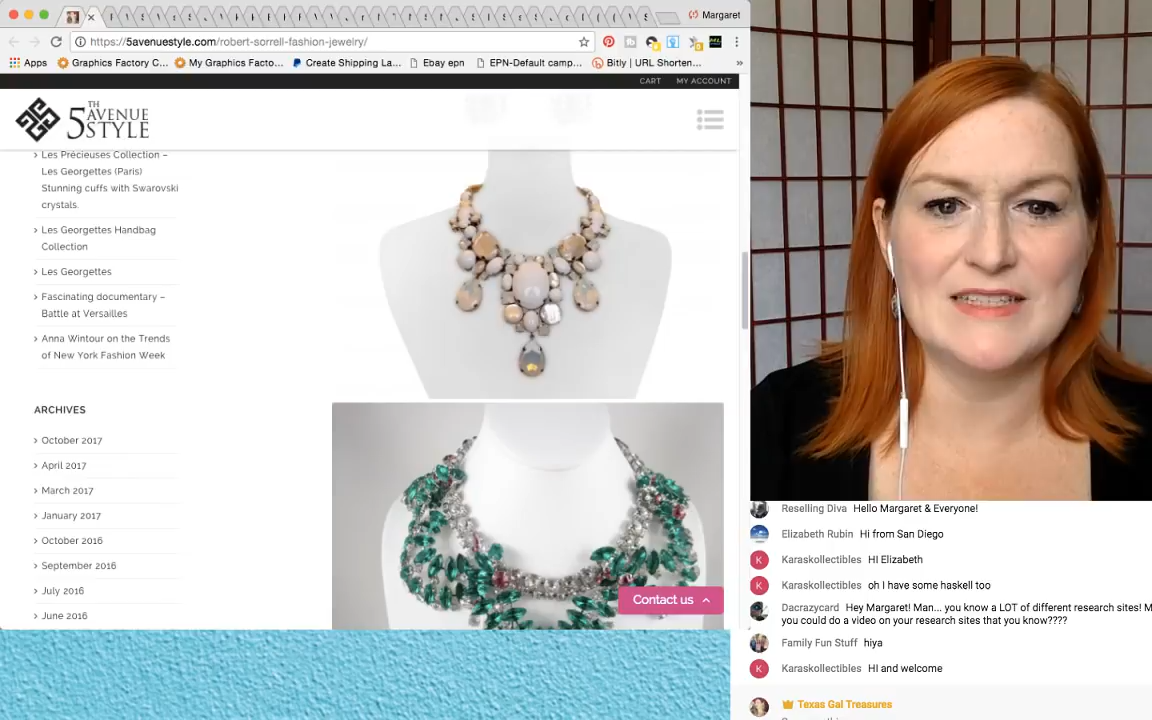 Margaret
https://5avenuestyle.com/robert-sorrell-fashion-jewelry/
Apps
Graphics Factory C...
My Graphics Facto...
Create Shipping La...
Ebay epn
EPN-Default camp...
Bitly | URL Shorten...
»
CART
MY ACCOUNT
5TH AVENUE STYLE
Les Précieuses Collection –
Les Georgettes (Paris)
Stunning cuffs with Swarovski
crystals.
Les Georgettes Handbag
Collection
Les Georgettes
Fascinating documentary –
Battle at Versailles
Anna Wintour on the Trends
of New York Fashion Week
ARCHIVES
October 2017
April 2017
March 2017
January 2017
October 2016
September 2016
July 2016
June 2016
Contact us
Reselling Diva Hello Margaret & Everyone!
Elizabeth Rubin Hi from San Diego
K Karaskollectibles HI Elizabeth
K Karaskollectibles oh I have some haskell too
Dacrazycard Hey Margaret! Man... you know a LOT of different research sites! M
you could do a video on your research sites that you know????
Family Fun Stuff hiya
K Karaskollectibles HI and welcome
Texas Gal Treasures